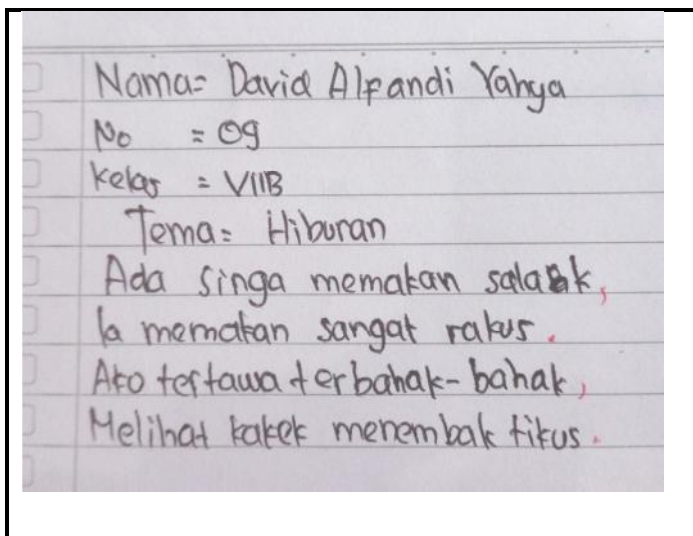 Nama= David Alfandi Yahya
No = 09
Kelas = VIIB
Tema= Hiburan
Ada Singa memakan salak,
Ia memakan sangat rakus.
Aku tertawa terbahak-bahak,
Melihat kakek menembak tikus.